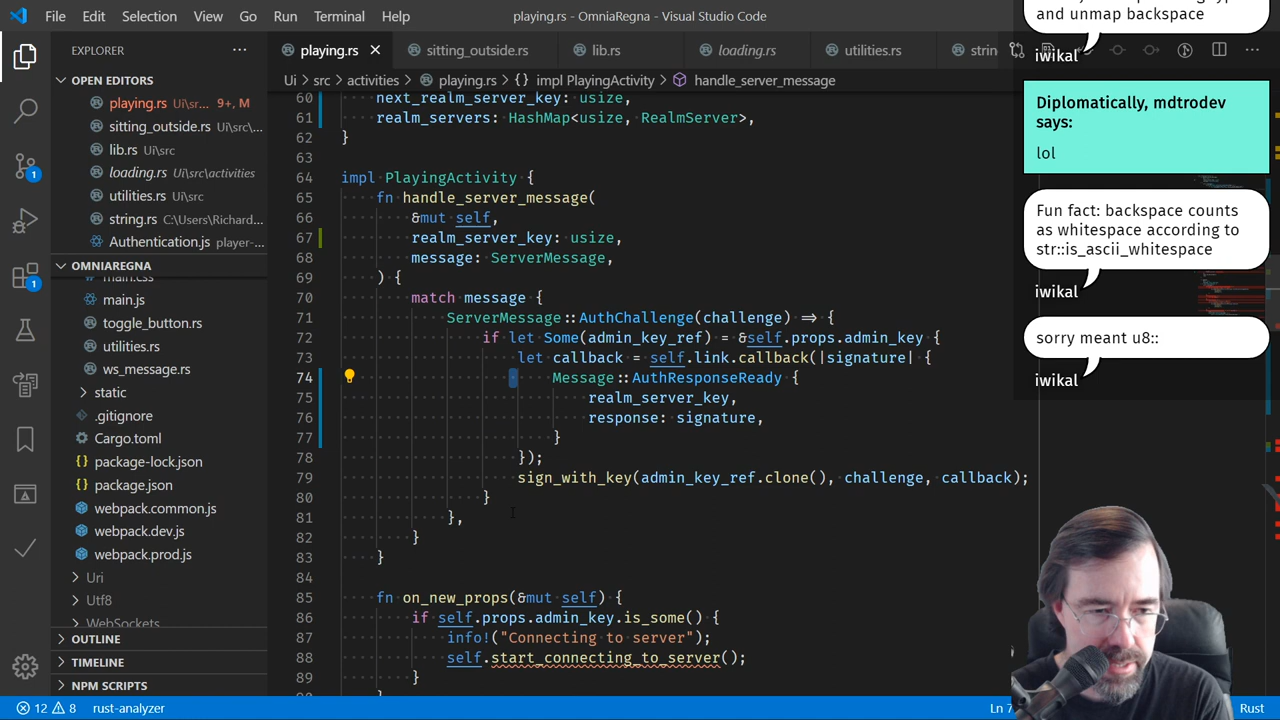 File Edit Selection View Go Run Terminal Help
playing.rs - OmniaRegna - Visual Studio Code
EXPLORER
OPEN EDITORS
playing.rs Ui\sr... 9+, M
sitting_outside.rs Ui\src\...
lib.rs Ui\src
loading.rs Ui\src\activities
utilities.rs Ui\src
string.rs C:\Users\Richard...
Authentication.js player-...
OMNIAREGNA
main.css
main.js
toggle_button.rs
utilities.rs
ws_message.rs
static
.gitignore
Cargo.toml
package-lock.json
package.json
webpack.common.js
webpack.dev.js
webpack.prod.js
Uri
Utf8
WebSockets
OUTLINE
TIMELINE
NPM SCRIPTS
1
1
playing.rs sitting_outside.rs lib.rs loading.rs utilities.rs
Ui > src > activities > playing.rs > {} impl PlayingActivity > handle_server_message
60 next_realm_server_key: usize,
61 realm_servers: HashMap<usize, RealmServer>,
62 }
63
64 impl PlayingActivity {
65 fn handle_server_message(
66 &mut self,
67 realm_server_key: usize,
68 message: ServerMessage,
69 ) {
70 match message {
71 ServerMessage::AuthChallenge(challenge) => {
72 if let Some(admin_key_ref) = &self.props.admin_key {
73 let callback = self.link.callback(|signature| {
74 Message::AuthResponseReady {
75 realm_server_key,
76 response: signature,
77 }
78 });
79 sign_with_key(admin_key_ref.clone(), challenge, callback);
80 }
81 },
82 }
83 }
84
85 fn on_new_props(&mut self) {
86 if self.props.admin_key.is_some() {
87 info!("Connecting to server");
88 self.start_connecting_to_server();
89 }
and unmap backspace
iwikal
Diplomatically, mdtrodev
says:
lol
Fun fact: backspace counts
as whitespace according to
str::is_ascii_whitespace
iwikal
sorry meant u8::
iwikal
12 8 rust-analyzer
Rust